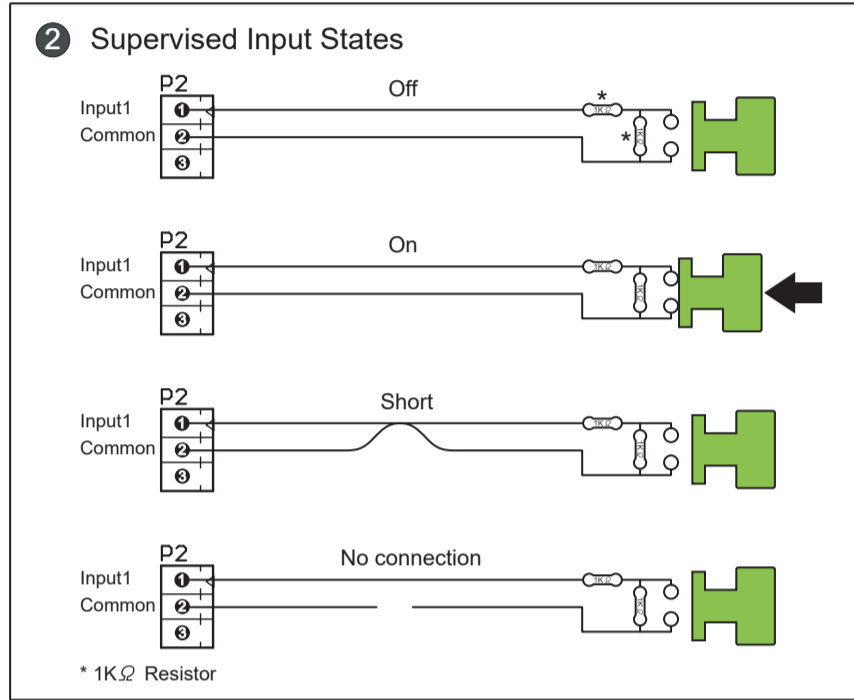 2 Supervised Input States
P2
Off
Input1 1 * 1KΩ
Common 2 * 1KΩ
3
P2
On
Input1 1 1KΩ
Common 2 1KΩ
3
P2
Short
Input1 1 1KΩ
Common 2 1KΩ
3
P2
No connection
Input1 1 1KΩ
Common 2 1KΩ
3
* 1KΩ Resistor